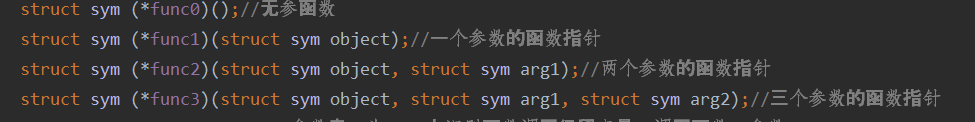 struct sym (*func0)();//无参函数
struct sym (*func1)(struct sym object);//一个参数的函数指针
struct sym (*func2)(struct sym object, struct sym arg1);//两个参数的函数指针
struct sym (*func3)(struct sym object, struct sym arg1, struct sym arg2);//三个参数的函数指针